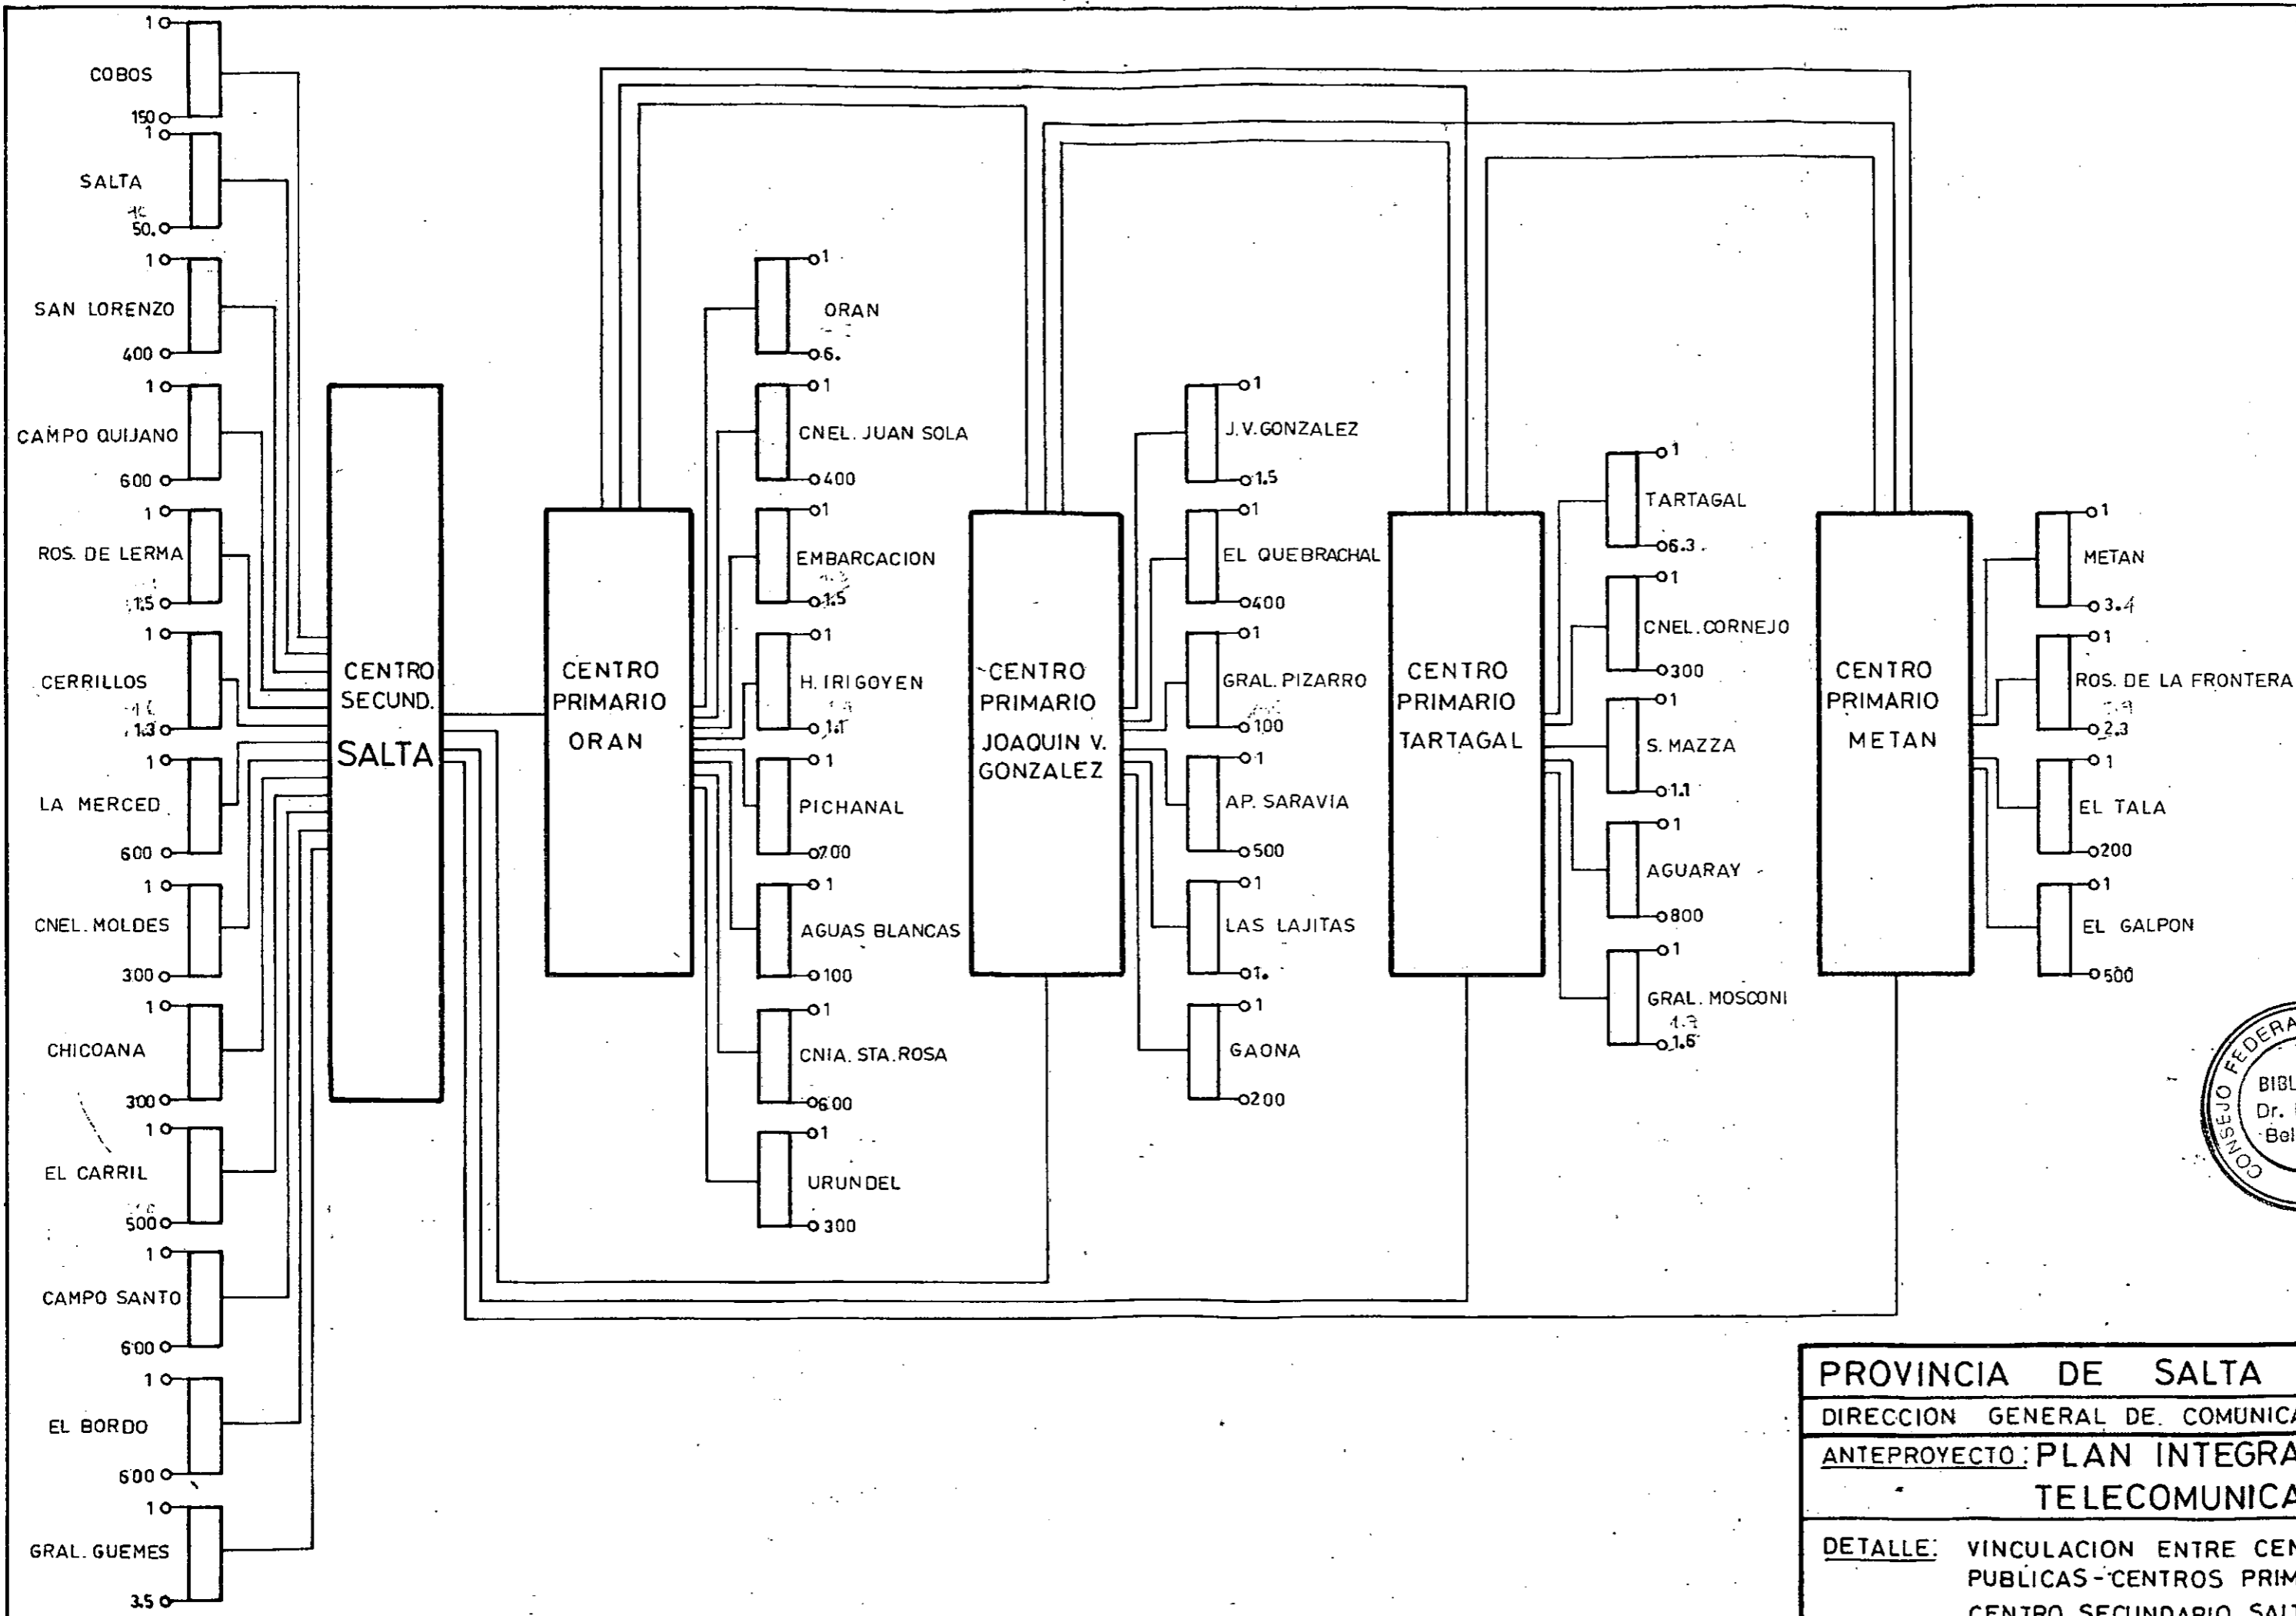 1
COBOS
150
1
SALTA
50.
1
SAN LORENZO
400
1
CAMPO QUIJANO
600
1
ROS. DE LERMA
1.5
1
CERRILLOS
1.3
1
LA MERCED
600
1
CNEL. MOLDES
300
1
CHICOANA
300
1
EL CARRIL
500
1
CAMPO SANTO
600
1
EL BORDO
600
1
GRAL. GUEMES
3.5
CENTRO
SECUND.
SALTA
CENTRO
PRIMARIO
ORAN
1
ORAN
6.
1
CNEL. JUAN SOLA
400
1
EMBARCACION
1.5
1
H. IRIGOYEN
1.1
1
PICHANAL
700
1
AGUAS BLANCAS
100
1
CNIA. STA. ROSA
600
1
URUNDEL
300
CENTRO
PRIMARIO
JOAQUIN V.
GONZALEZ
1
J.V. GONZALEZ
1.5
1
EL QUEBRACHAL
400
1
GRAL. PIZARRO
100
1
AP. SARAVIA
500
1
LAS LAJITAS
1.
1
GAONA
200
CENTRO
PRIMARIO
TARTAGAL
1
TARTAGAL
6.3
1
CNEL. CORNEJO
300
1
S. MAZZA
1.1
1
AGUARAY
800
1
GRAL. MOSCONI
1.6
CENTRO
PRIMARIO
METAN
1
METAN
3.4
1
ROS. DE LA FRONTERA
2.3
1
EL TALA
200
1
EL GALPON
500
CONSEJO FEDERA
BIBL
Dr.
Bel
PROVINCIA DE SALTA
DIRECCION GENERAL DE COMUNICA
ANTEPROYECTO: PLAN INTEGRA
TELECOMUNICA
DETALLE: VINCULACION ENTRE CEN
PUBLICAS - CENTROS PRIM
CENTRO SECUNDARIO SALT